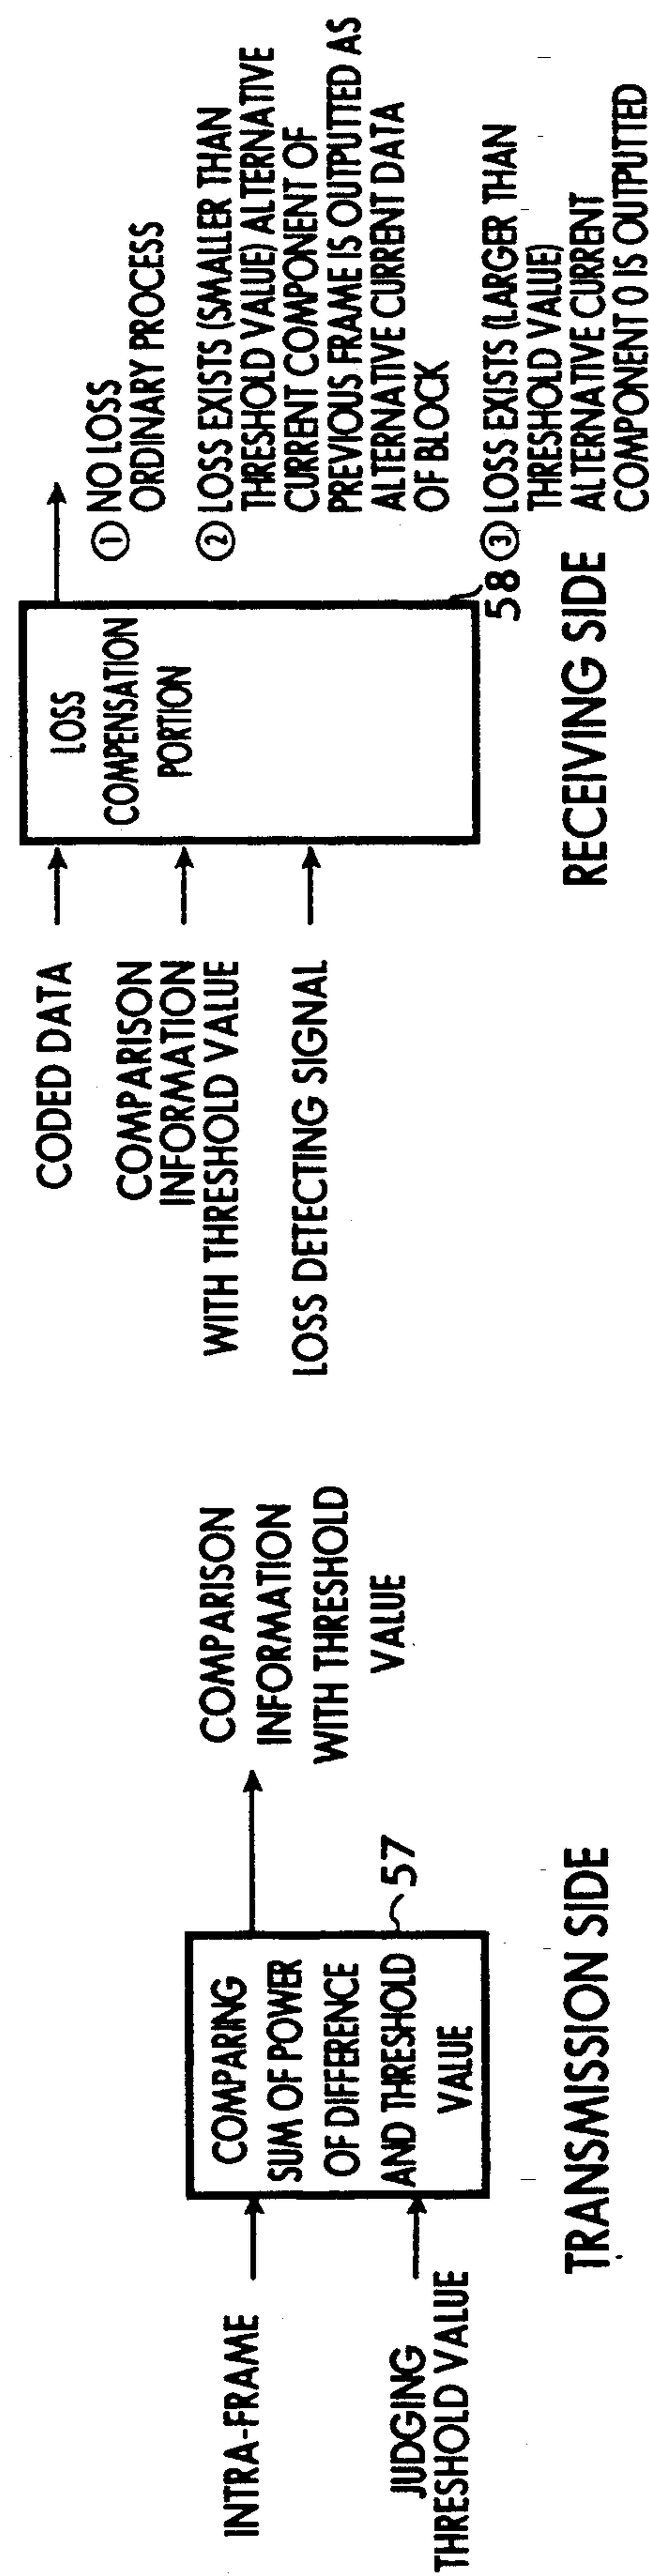 INTRA-FRAME
JUDGING
THRESHOLD VALUE
COMPARING
SUM OF POWER
OF DIFFERENCE
AND THRESHOLD
VALUE
57
COMPARISON
INFORMATION
WITH THRESHOLD
VALUE
TRANSMISSION SIDE
CODED DATA
COMPARISON
INFORMATION
WITH THRESHOLD VALUE
LOSS DETECTING SIGNAL
LOSS
COMPENSATION
PORTION
58
① NO LOSS
ORDINARY PROCESS
② LOSS EXISTS (SMALLER THAN
THRESHOLD VALUE) ALTERNATIVE
CURRENT COMPONENT OF
PREVIOUS FRAME IS OUTPUTTED AS
ALTERNATIVE CURRENT DATA
OF BLOCK
③ LOSS EXISTS (LARGER THAN
THRESHOLD VALUE)
ALTERNATIVE CURRENT
COMPONENT 0 IS OUTPUTTED
RECEIVING SIDE